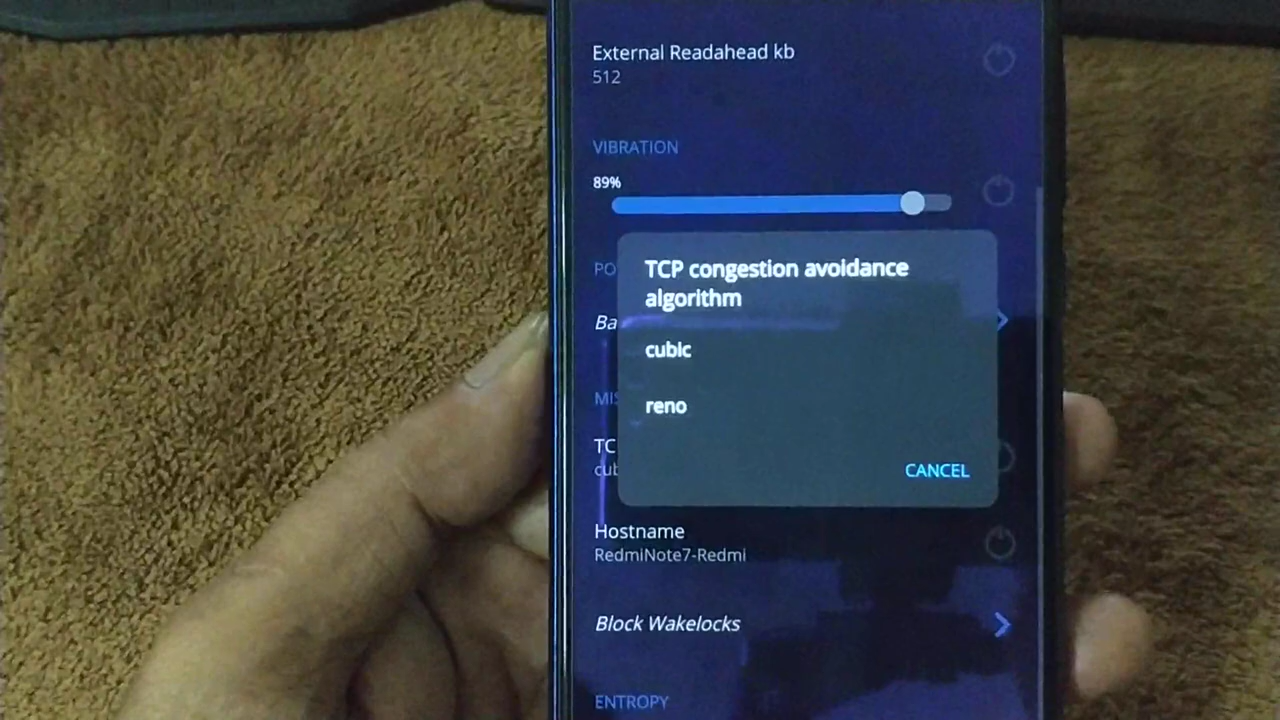 External Readahead kb
512
VIBRATION
89%
TCP congestion avoidance
algorithm
PO
Ba
cubic
MIS
reno
TC
cub
CANCEL
Hostname
RedmiNote7-Redmi
Block Wakelocks
ENTROPY